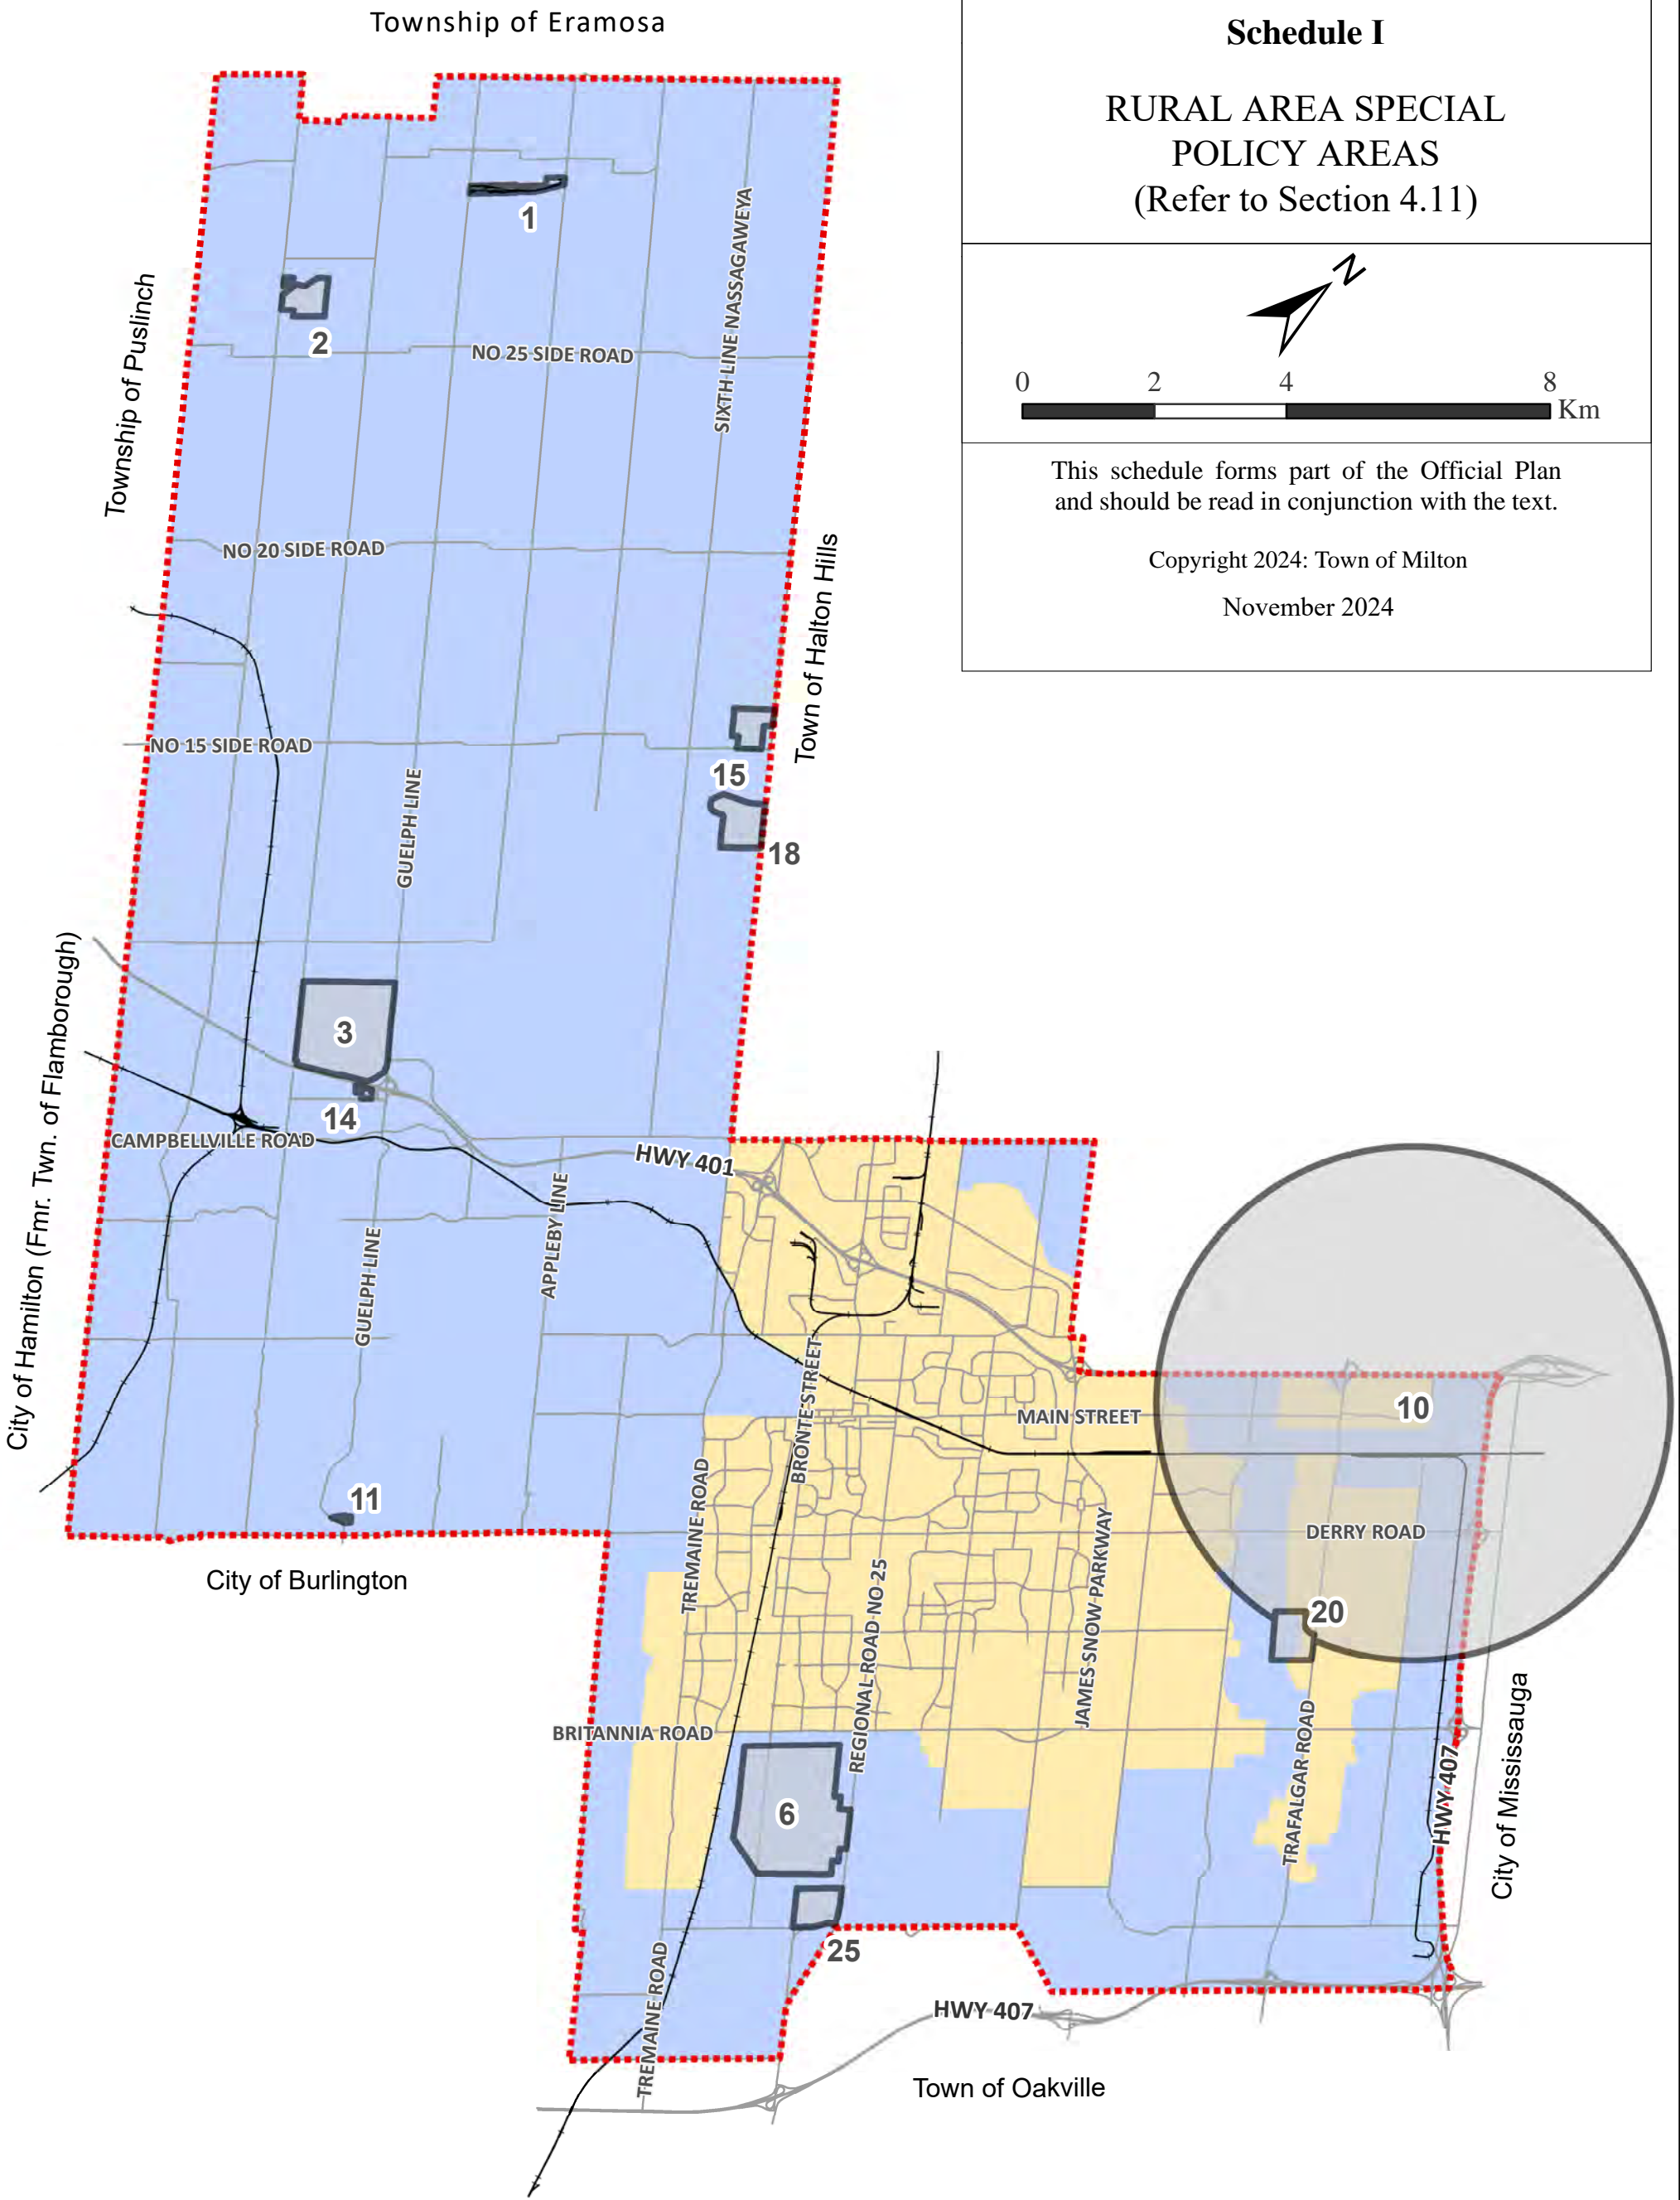 Township of Eramosa
Schedule I
RURAL AREA SPECIAL
POLICY AREAS
(Refer to Section 4.11)
N
0 2 4 8
Km
This schedule forms part of the Official Plan
and should be read in conjunction with the text.
Copyright 2024: Town of Milton
November 2024
1
SIXTH LINE NASSAGAWEYA
Township of Puslinch
2
NO 25 SIDE ROAD
NO 20 SIDE ROAD
Town of Halton Hills
NO 15 SIDE ROAD
15
GUELPH LINE
18
City of Hamilton (Fmr. Twn. of Flamborough)
3
14
CAMPBELLVILLE ROAD
HWY 401
APPLEBY LINE
GUELPH LINE
BRONTE STREET
MAIN STREET
10
TREMAINE ROAD
11
DERRY ROAD
JAMES SNOW PARKWAY
City of Burlington
REGIONAL ROAD NO 25
20
BRITANNIA ROAD
TRAFALGAR ROAD
HWY 407
City of Mississauga
6
25
TREMAINE ROAD
HWY 407
Town of Oakville